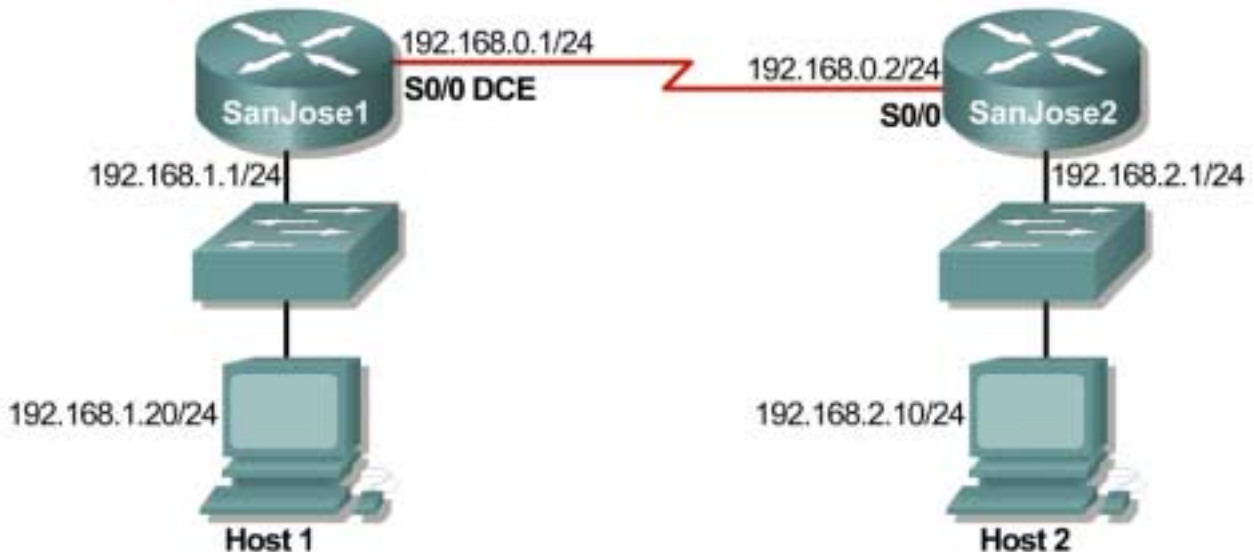 192.168.0.1/24
S0/0 DCE
192.168.0.2/24
S0/0
SanJose1
SanJose2
192.168.1.1/24
192.168.2.1/24
192.168.1.20/24
192.168.2.10/24
Host 1
Host 2